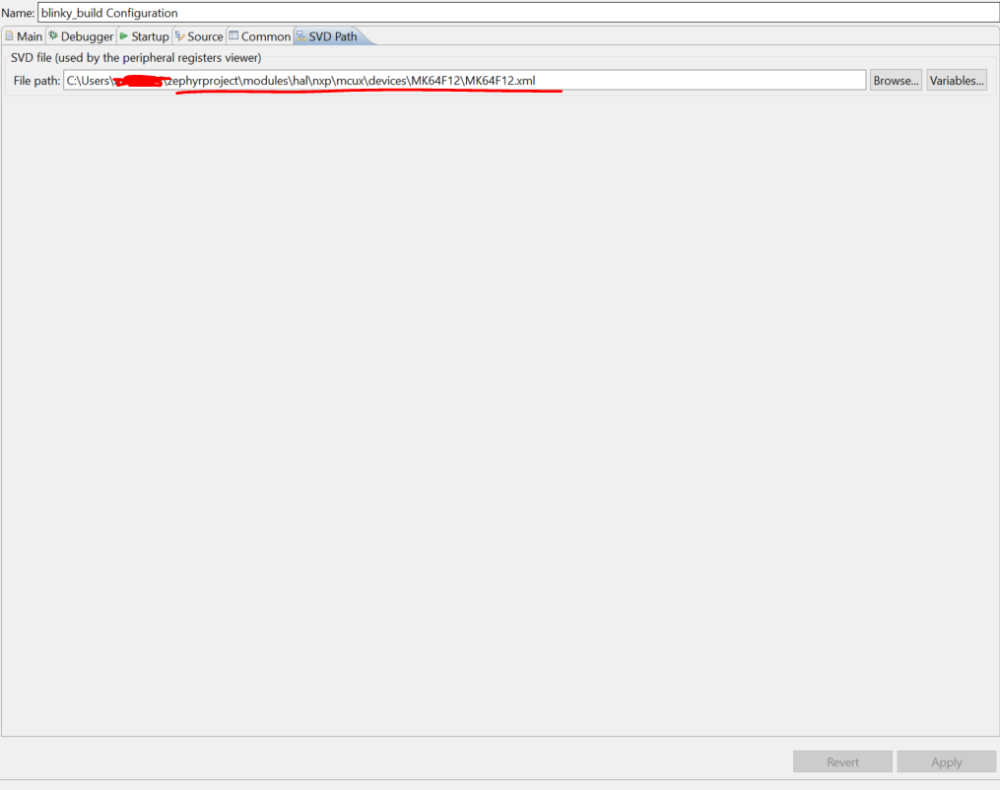 Name: blinky_build Configuration
Main Debugger Startup Source Common SVD Path
SVD file (used by the peripheral registers viewer)
File path: C:\Users\ \zephyrproject\modules\hal\nxp\mcux\devices\MK64F12\MK64F12.xml Browse... Variables...
Revert Apply